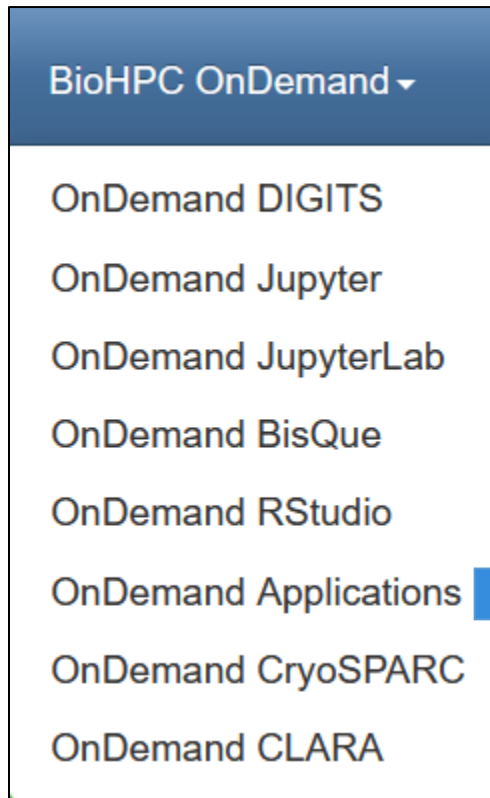 BioHPC OnDemand
OnDemand DIGITS
OnDemand Jupyter
OnDemand JupyterLab
OnDemand BisQue
OnDemand RStudio
OnDemand Applications
OnDemand CryoSPARC
OnDemand CLARA